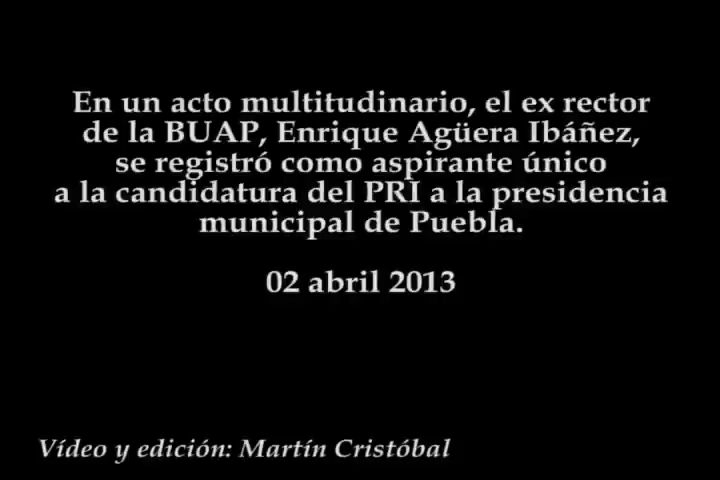 En un acto multitudinario, el ex rector
de la BUAP, Enrique Agüera Ibáñez,
se registró como aspirante único
a la candidatura del PRI a la presidencia
municipal de Puebla.
02 abril 2013
Vídeo y edición: Martín Cristóbal